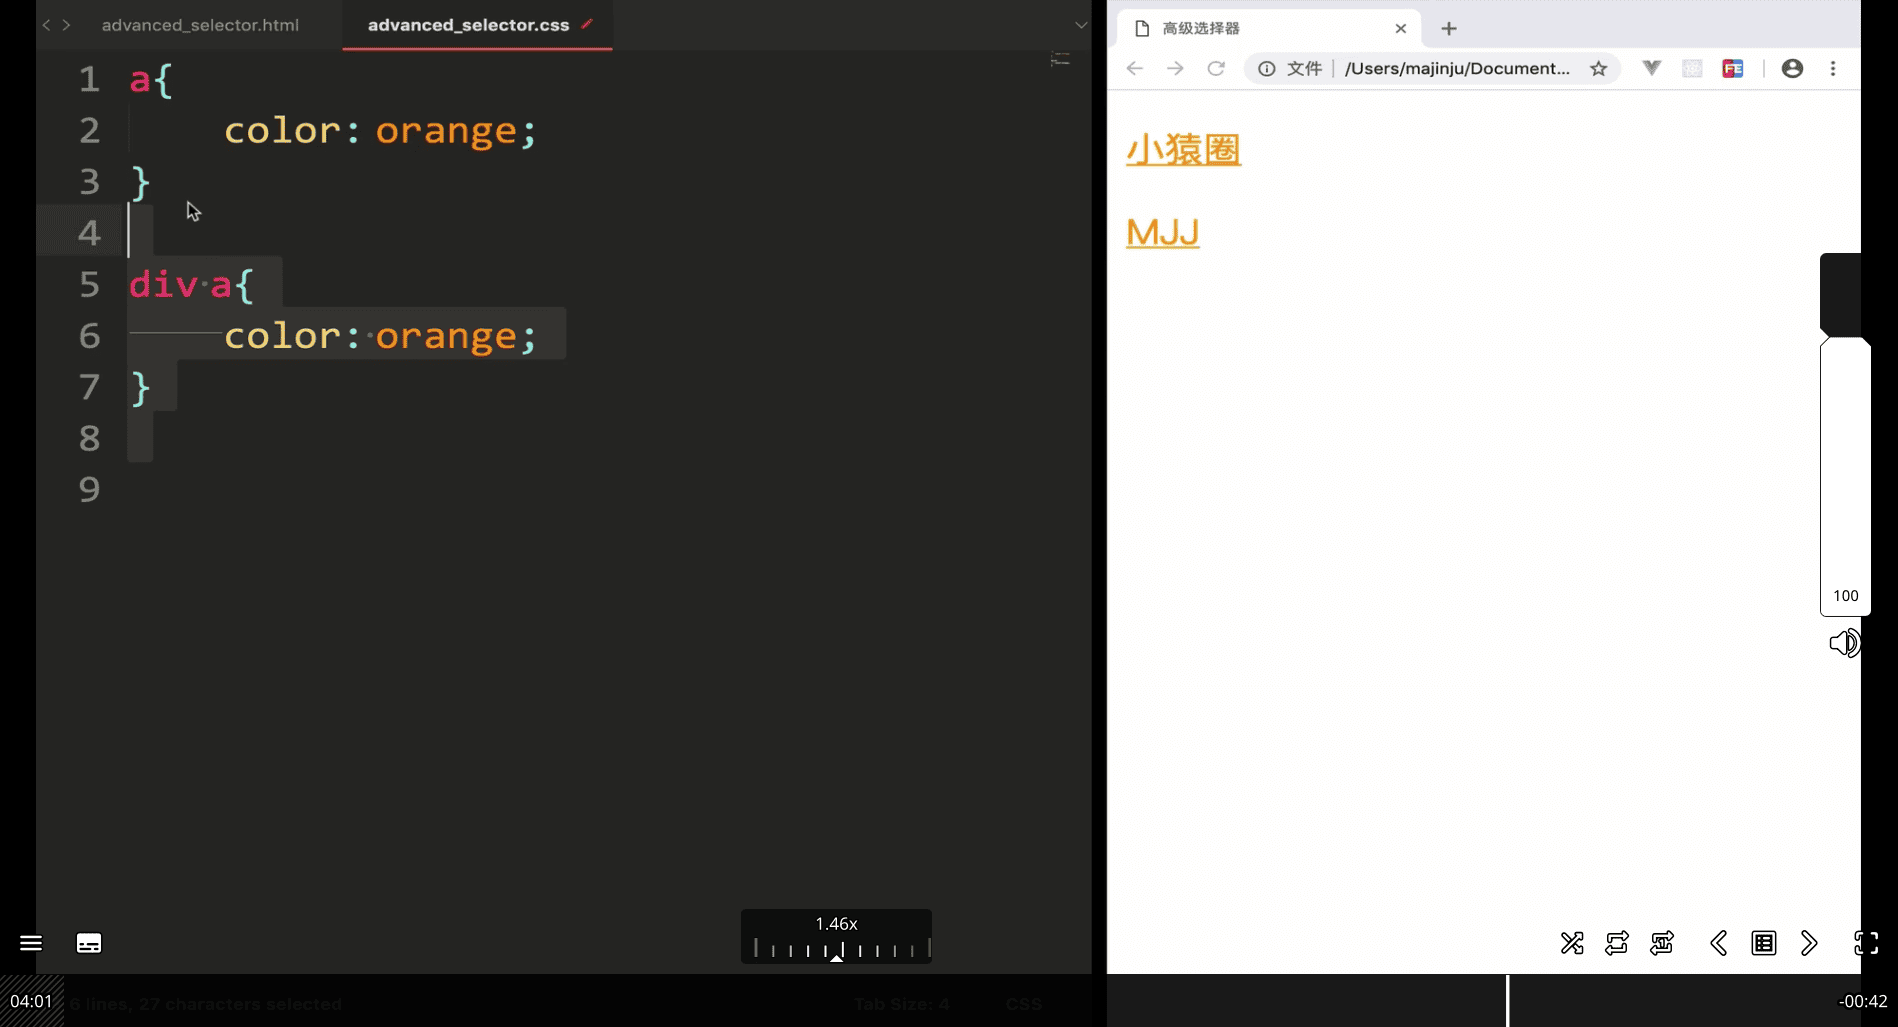 advanced_selector.html
advanced_selector.css
1 a{
2 color: orange;
3 }
4
5 div a{
6 color: orange;
7 }
8
9
高级选择器
文件 /Users/majinju/Document...
FE
小猿圈
MJJ
100
1.46x
04:01
6 lines, 27 characters selected
Tab Size: 4
CSS
-00:42